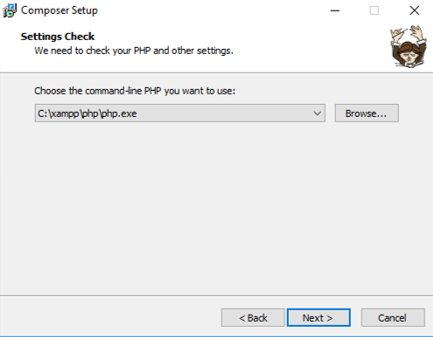 Composer Setup
Settings Check
We need to check your PHP and other settings.
Choose the command-line PHP you want to use:
C:\xampp\php\php.exe
Browse...
< Back
Next >
Cancel